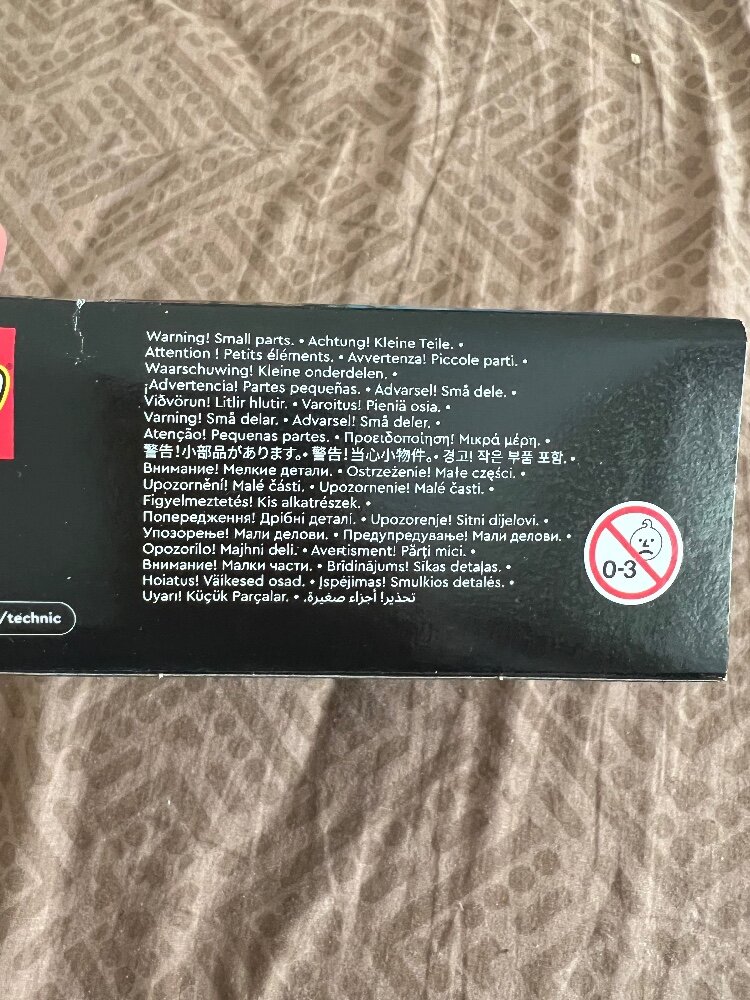 Warning! Small parts. • Achtung! Kleine Teile. •
Attention ! Petits éléments. • Avvertenza! Piccole parti. •
Waarschuwing! Kleine onderdelen. •
¡Advertencia! Partes pequeñas. • Advarsel! Små dele. •
Viðvörun! Litlir hlutir. • Varoitus! Pieniä osia. •
Varning! Små delar. • Advarsel! Små deler. •
Atenção! Pequenas partes. • Προειδοποίηση! Μικρά μέρη. •
警告!小部品があります。• 警告!当心小物件。• 경고! 작은 부품 포함. •
Внимание! Мелкие детали. • Ostrzeżenie! Małe części. •
Upozornění! Malé části. • Upozornenie! Malé časti. •
Figyelmeztetés! Kis alkatrészek. •
Попередження! Дрібні деталі. • Upozorenje! Sitni dijelovi. •
Упозорење! Мали делови. • Предупредување! Мали делови. •
Opozorilo! Majhni deli. • Avertisment! Părți mici. •
Внимание! Малки части. • Brīdinājums! Sīkas detaļas. •
Hoiatus! Väikesed osad. • Įspėjimas! Smulkios detalės. •
Uyarı! Küçük Parçalar. • تحذير! أجزاء صغيرة.
0-3
/technic